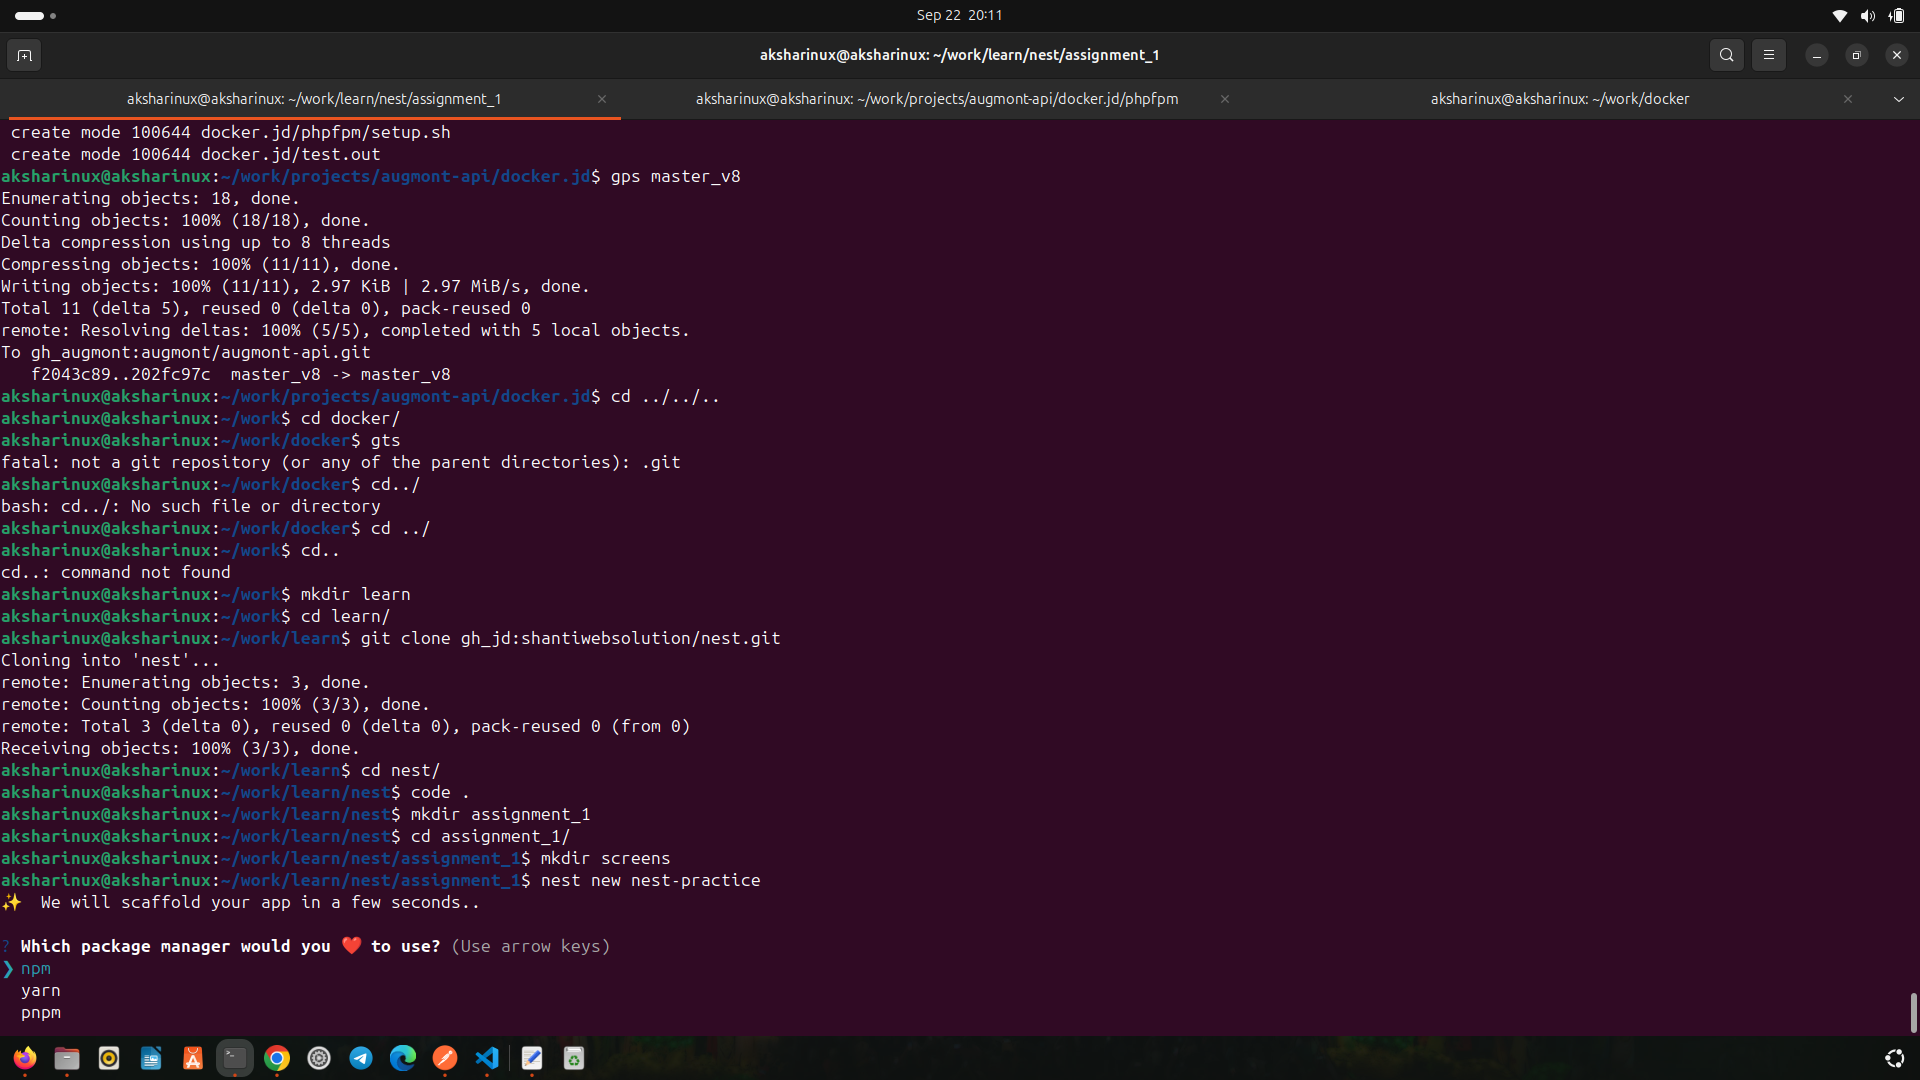 Sep 22 20:11
aksharinux@aksharinux: ~/work/learn/nest/assignment_1
aksharinux@aksharinux: ~/work/learn/nest/assignment_1
aksharinux@aksharinux: ~/work/projects/augmont-api/docker.jd/phpfpm
aksharinux@aksharinux: ~/work/docker
create mode 100644 docker.jd/phpfpm/setup.sh
create mode 100644 docker.jd/test.out
aksharinux@aksharinux:~/work/projects/augmont-api/docker.jd$ gps master_v8
Enumerating objects: 18, done.
Counting objects: 100% (18/18), done.
Delta compression using up to 8 threads
Compressing objects: 100% (11/11), done.
Writing objects: 100% (11/11), 2.97 KiB | 2.97 MiB/s, done.
Total 11 (delta 5), reused 0 (delta 0), pack-reused 0
remote: Resolving deltas: 100% (5/5), completed with 5 local objects.
To gh_augmont:augmont/augmont-api.git
f2043c89..202fc97c  master_v8 -> master_v8
aksharinux@aksharinux:~/work/projects/augmont-api/docker.jd$ cd ../../..
aksharinux@aksharinux:~/work$ cd docker/
aksharinux@aksharinux:~/work/docker$ gts
fatal: not a git repository (or any of the parent directories): .git
aksharinux@aksharinux:~/work/docker$ cd../
bash: cd../: No such file or directory
aksharinux@aksharinux:~/work/docker$ cd ../
aksharinux@aksharinux:~/work$ cd..
cd..: command not found
aksharinux@aksharinux:~/work$ mkdir learn
aksharinux@aksharinux:~/work$ cd learn/
aksharinux@aksharinux:~/work/learn$ git clone gh_jd:shantiwebsolution/nest.git
Cloning into 'nest'...
remote: Enumerating objects: 3, done.
remote: Counting objects: 100% (3/3), done.
remote: Total 3 (delta 0), reused 0 (delta 0), pack-reused 0 (from 0)
Receiving objects: 100% (3/3), done.
aksharinux@aksharinux:~/work/learn$ cd nest/
aksharinux@aksharinux:~/work/learn/nest$ code .
aksharinux@aksharinux:~/work/learn/nest$ mkdir assignment_1
aksharinux@aksharinux:~/work/learn/nest$ cd assignment_1/
aksharinux@aksharinux:~/work/learn/nest/assignment_1$ mkdir screens
aksharinux@aksharinux:~/work/learn/nest/assignment_1$ nest new nest-practice
✨  We will scaffold your app in a few seconds..
? Which package manager would you ❤️ to use? (Use arrow keys)
❯ npm
yarn
pnpm